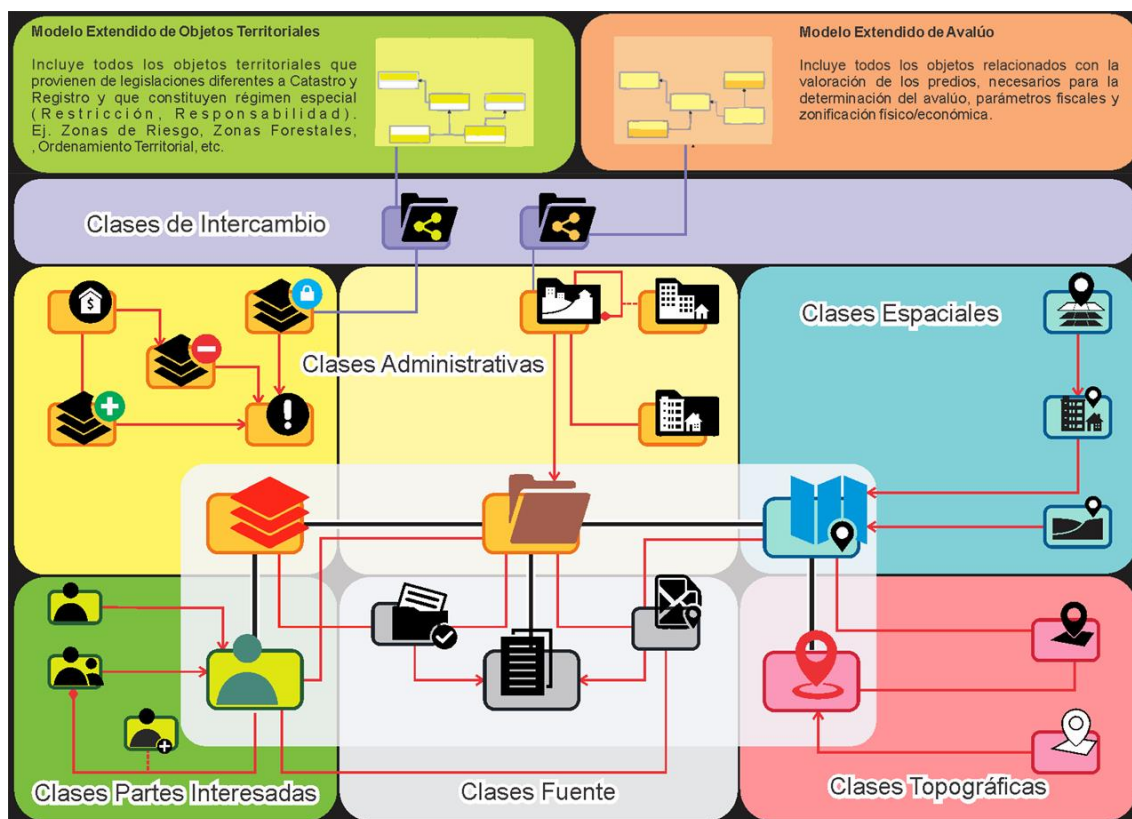 Modelo Extendido de Objetos Territoriales
Incluye todos los objetos territoriales que
provienen de legislaciones diferentes a Catastro y
Registro y que constituyen régimen especial
(Restricción, Responsabilidad).
Ej. Zonas de Riesgo, Zonas Forestales,
, Ordenamiento Territorial, etc.
Modelo Extendido de Avalúo
Incluye todos los objetos relacionados con la
valoración de los predios, necesarios para la
determinación del avalúo, parámetros fiscales y
zonificación físico/económica.
Clases de Intercambio
Clases Administrativas
Clases Espaciales
Clases Partes Interesadas
Clases Fuente
Clases Topográficas